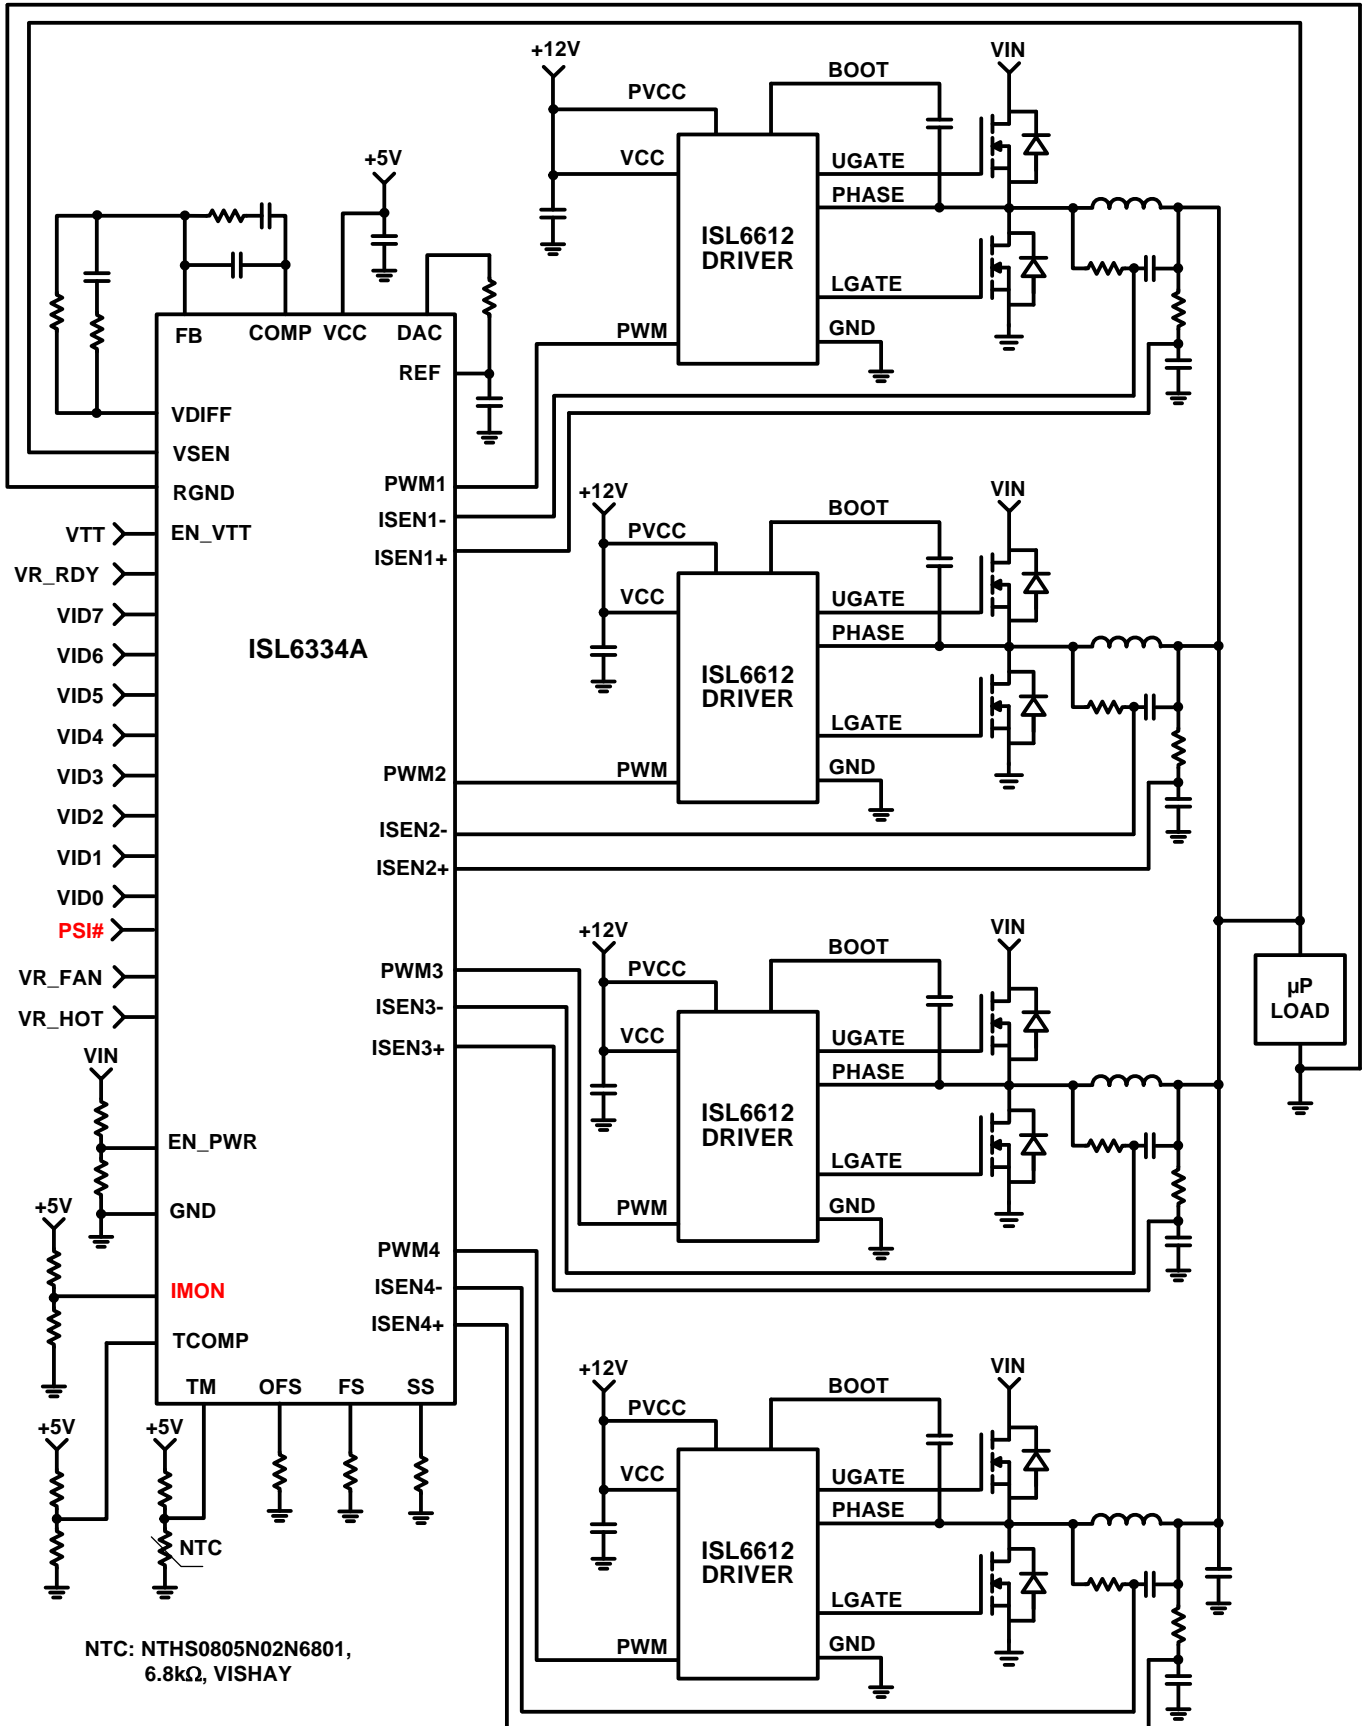 +12V
VIN
BOOT
PVCC
VCC
UGATE
PHASE
ISL6612
DRIVER
LGATE
GND
PWM
+5V
FB
COMP
VCC
DAC
REF
VDIFF
VSEN
RGND
EN_VTT
VTT
VR_RDY
VID7
VID6
VID5
VID4
VID3
VID2
VID1
VID0
PSI#
VR_FAN
VR_HOT
VIN
EN_PWR
GND
+5V
IMON
TCOMP
TM
OFS
FS
SS
ISL6334A
PWM1
ISEN1-
ISEN1+
PWM2
ISEN2-
ISEN2+
PWM3
ISEN3-
ISEN3+
PWM4
ISEN4-
ISEN4+
+12V
VIN
BOOT
PVCC
VCC
UGATE
PHASE
ISL6612
DRIVER
LGATE
GND
PWM
+12V
VIN
BOOT
PVCC
VCC
UGATE
PHASE
ISL6612
DRIVER
LGATE
GND
PWM
µP
LOAD
+12V
VIN
BOOT
PVCC
VCC
UGATE
PHASE
ISL6612
DRIVER
LGATE
GND
PWM
+5V
+5V
NTC
NTC: NTHS0805N02N6801,
6.8kΩ, VISHAY